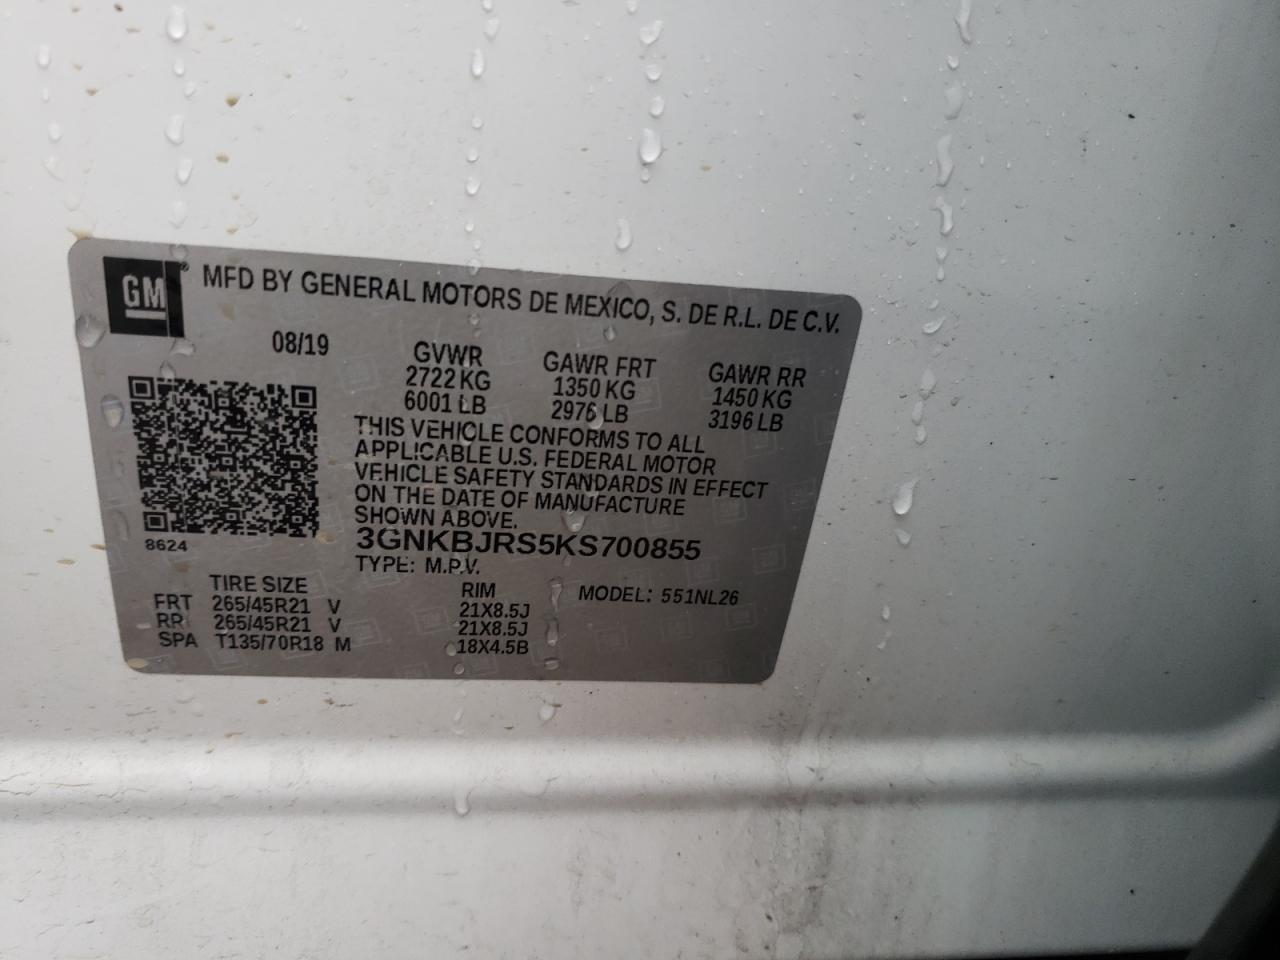 GM® MFD BY GENERAL MOTORS DE MEXICO, S. DE R.L. DE C.V.
08/19
GVWR
2722 KG
6001 LB
GAWR FRT
1350 KG
2976 LB
GAWR RR
1450 KG
3196 LB
THIS VEHICLE CONFORMS TO ALL
APPLICABLE U.S. FEDERAL MOTOR
VEHICLE SAFETY STANDARDS IN EFFECT
ON THE DATE OF MANUFACTURE
SHOWN ABOVE.
8624
3GNKBJRS5KS700855
TYPE: M.P.V.
TIRE SIZE RIM MODEL: 551NL26
FRT 265/45R21 V 21X8.5J
RR 265/45R21 V 21X8.5J
SPA T135/70R18 M 18X4.5B